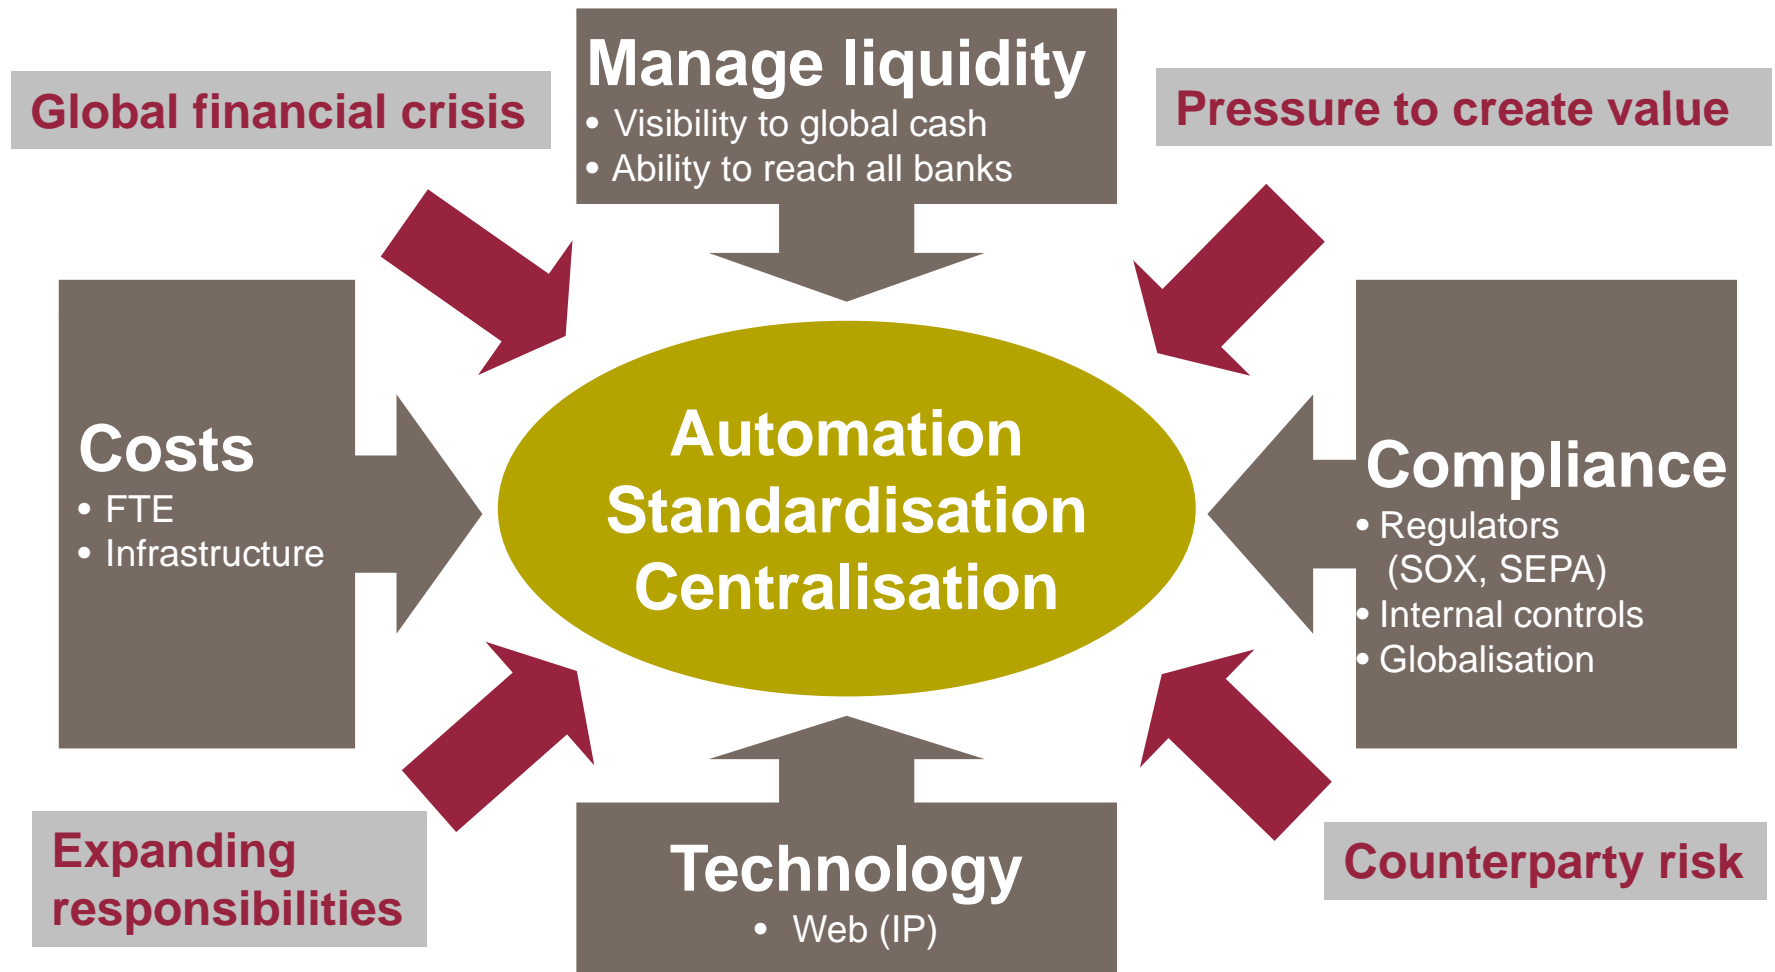 Manage liquidity
• Visibility to global cash
• Ability to reach all banks
Global financial crisis
Pressure to create value
Costs
• FTE
• Infrastructure
Automation
Standardisation
Centralisation
Compliance
• Regulators
(SOX, SEPA)
• Internal controls
• Globalisation
Expanding
responsibilities
Technology
• Web (IP)
Counterparty risk